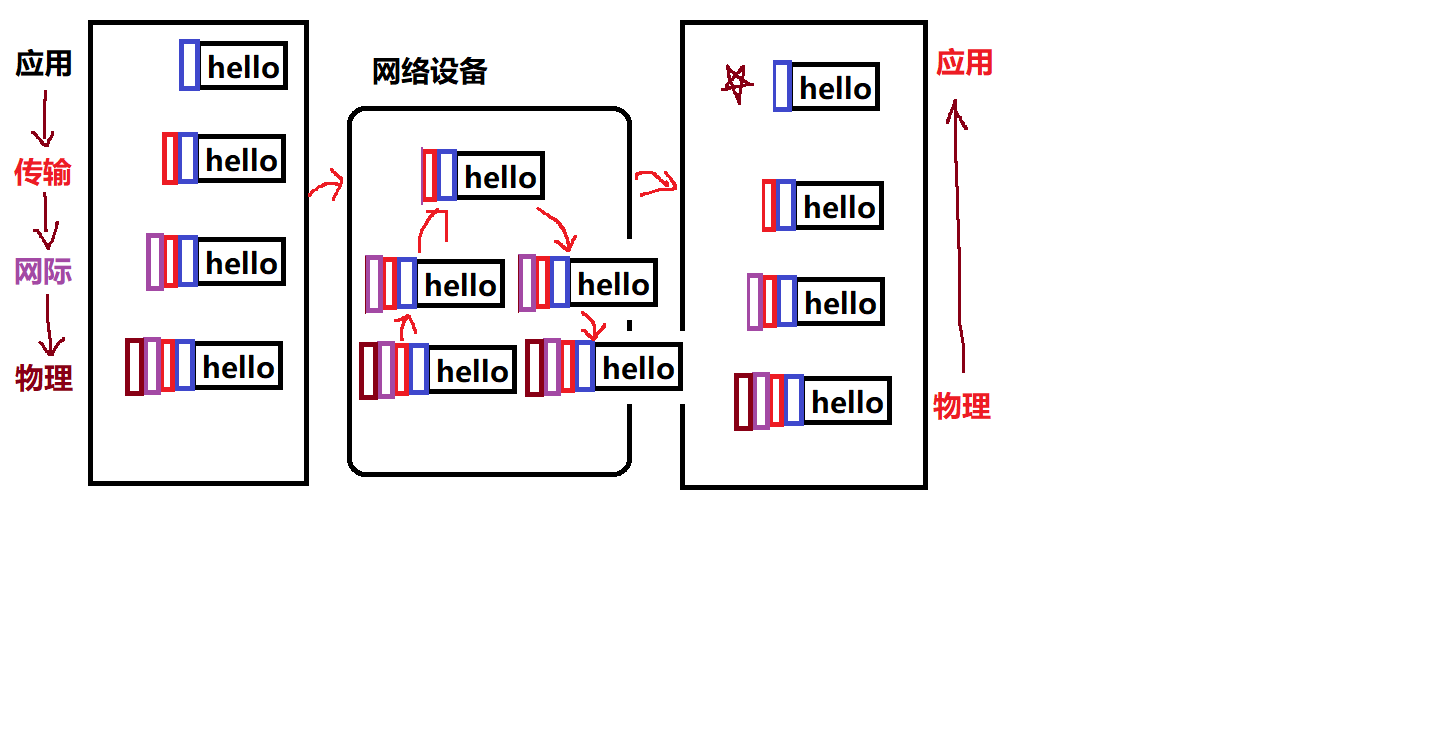 应用
传输
网际
物理
hello
hello
hello
hello
网络设备
hello
hello
hello
hello
hello
hello
hello
hello
hello
应用
物理